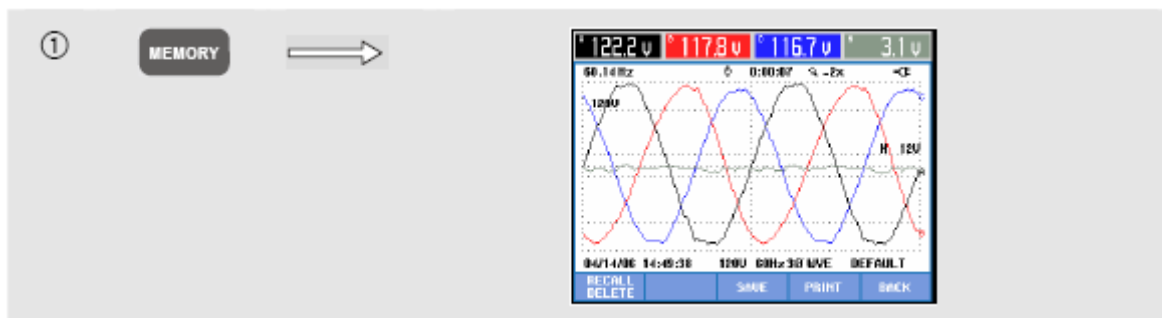 ①
MEMORY
A 122.2 V B 117.8 V C 116.7 V N 3.1 V
60.14Hz 0:00:07 -2x
120V
N 12V
04/14/06 14:49:38 120V 60Hz 3Ø WYE DEFAULT
RECALL
DELETE SAVE PRINT BACK